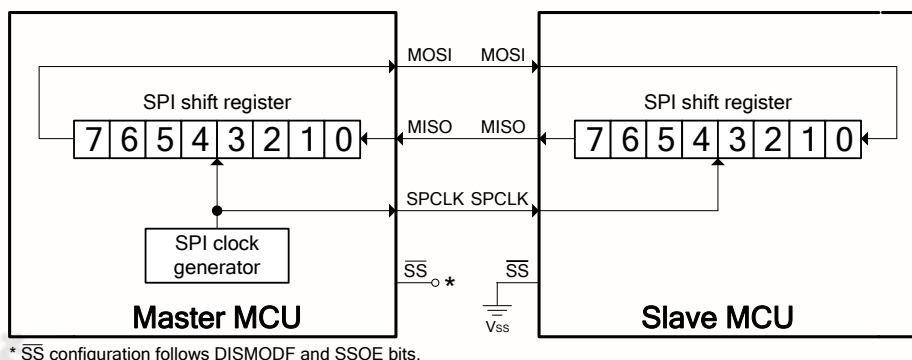 MOSI MOSI
SPI shift register SPI shift register
7 6 5 4 3 2 1 0 MISO MISO 7 6 5 4 3 2 1 0
SPCLK SPCLK
SPI clock
generator
SS * SS
Vss
Master MCU Slave MCU
* SS configuration follows DISMODF and SSOE bits.